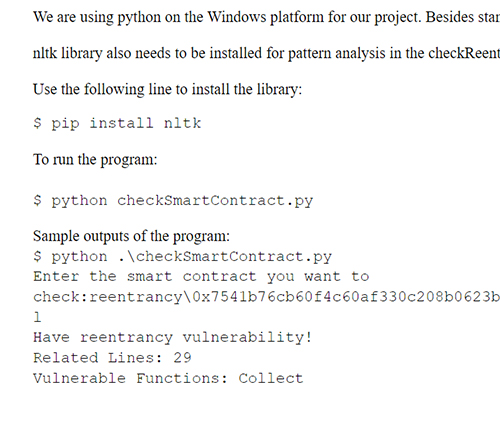 We are using python on the Windows platform for our project. Besides
nltk library also needs to be installed for pattern analysis in the
Use the following line to install the library:
$ pip install nltk
To run the program:
$ python checkSmartContract.py
Sample outputs of the program:
$ python .\checkSmartContract.py
Enter the smart contract you want to
check:reentrancy\0x7541b76cb60f4c60af330c208b0623b
l
Have reentrancy vulnerability!
Related Lines: 29
Vulnerable Functions: Collect